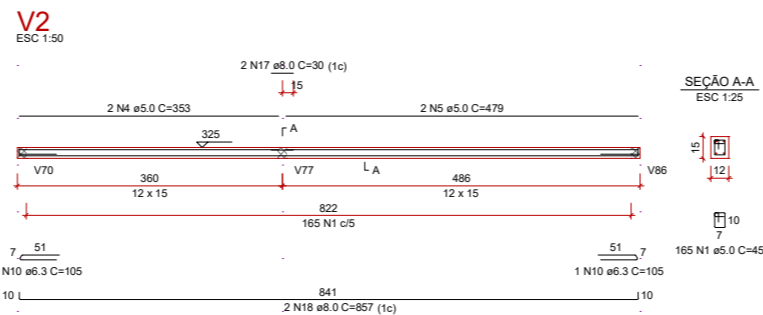 V2
ESC 1:50
2 N17 ø8.0 C=30 (1c)
15
2 N4 ø5.0 C=353
2 N5 ø5.0 C=479
SEÇÃO A-A
ESC 1:25
A
325
15
V70
V77
A
V86
360
486
12
12 x 15
12 x 15
822
165 N1 c/5
10
7
165 N1 ø5.0 C=45
7
51
51
7
N10 ø6.3 C=105
1 N10 ø6.3 C=105
10
841
10
2 N18 ø8.0 C=857 (1c)